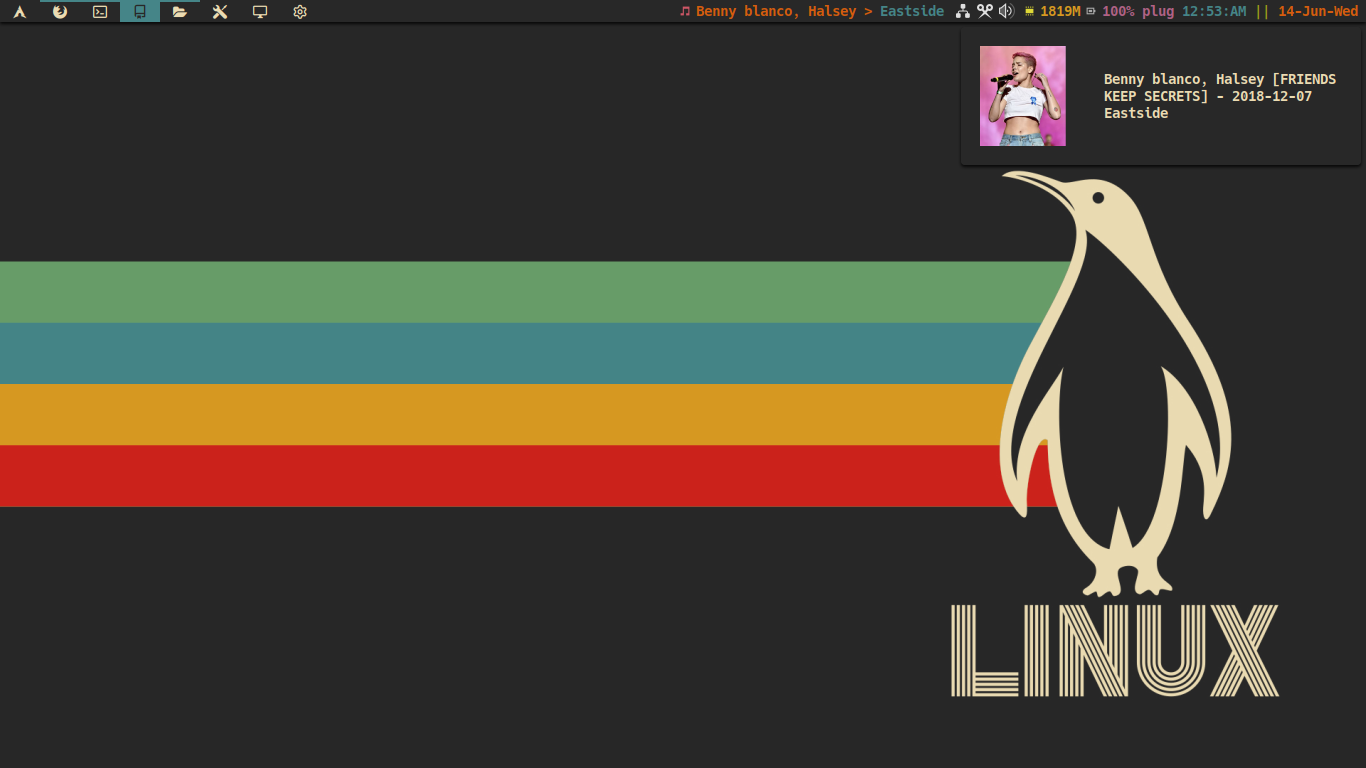 Benny blanco, Halsey > Eastside 1819M 100% plug 12:53:AM || 14-Jun-Wed
Benny blanco, Halsey [FRIENDS
KEEP SECRETS] - 2018-12-07
Eastside
LINUX